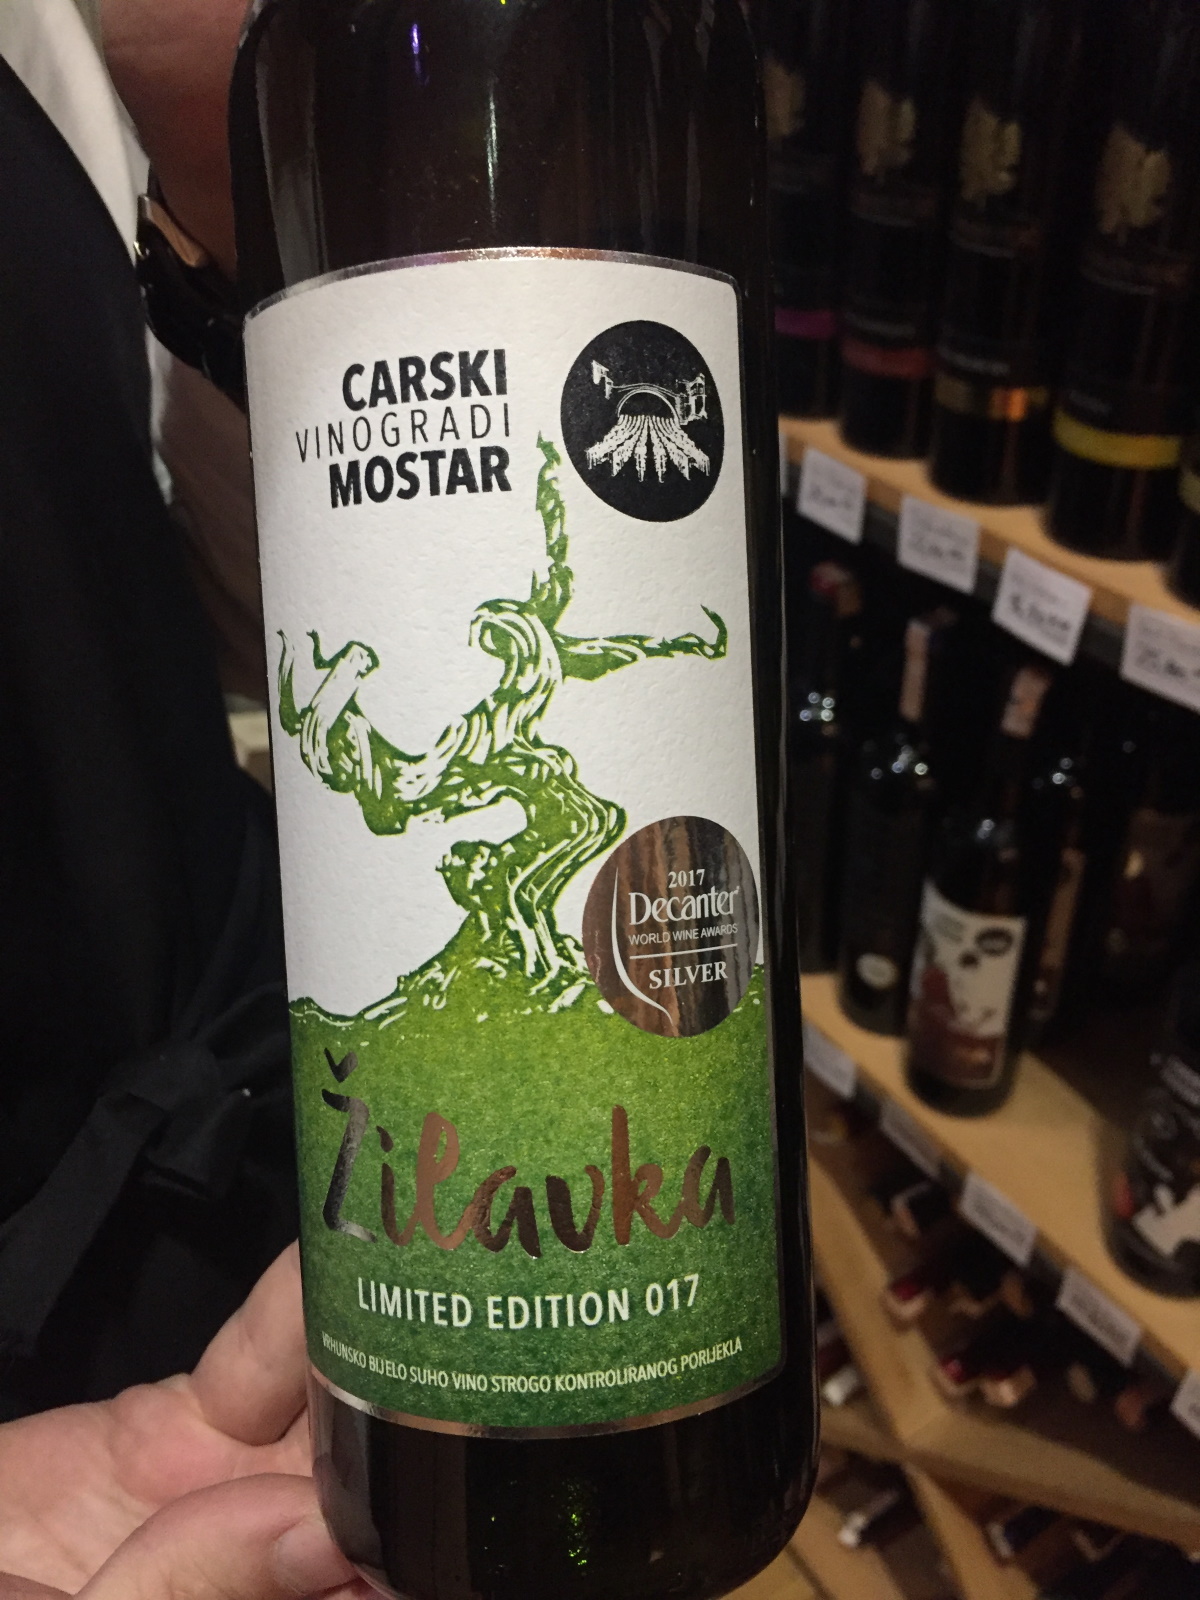 CARSKI
VINOGRADI
MOSTAR
2017
Decanter
WORLD WINE AWARDS
SILVER
Žilavka
LIMITED EDITION 017
VRHUNSKO BIJELO SUHO VINO STROGO KONTROLIRANOG PORIJEKLA